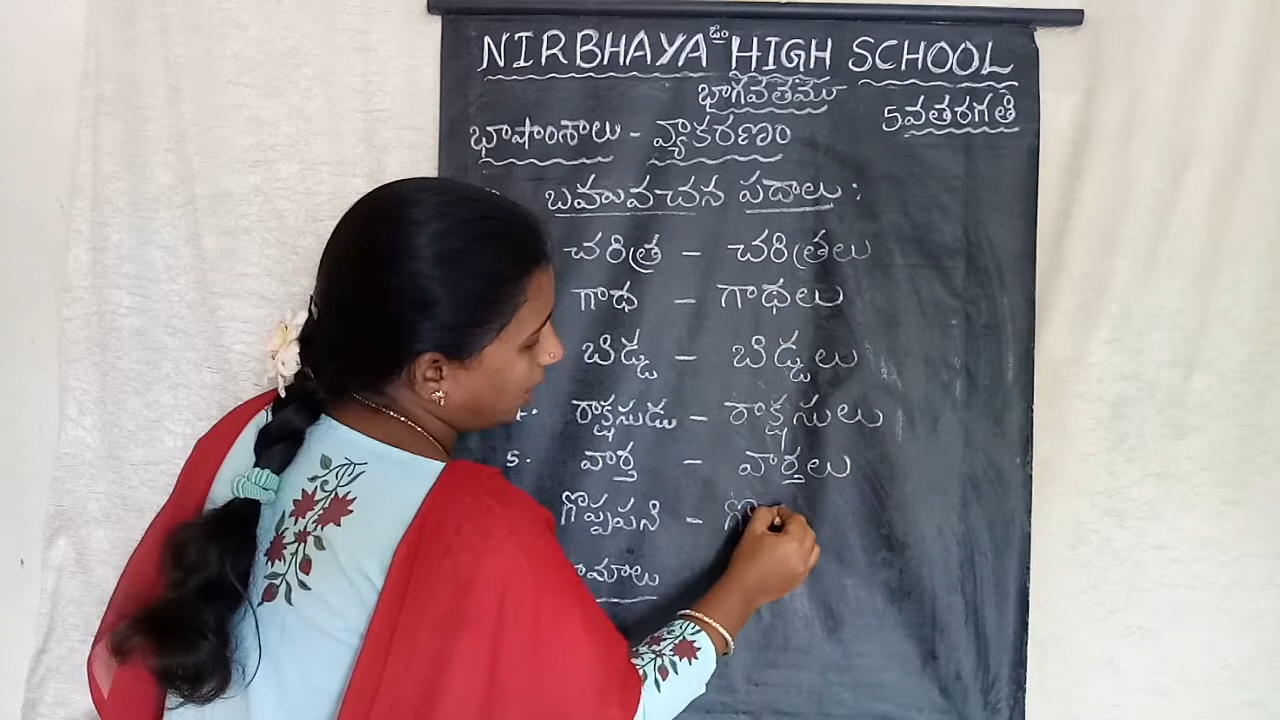 NIRBHAYA HIGH SCHOOL
భాగవతము
5వతరగతి
భాషాంశాలు - వ్యాకరణం
బహువచన పదాలు :
చరిత్ర - చరిత్రలు
గాథ - గాథలు
బిడ్డ - బిడ్డలు
రాక్షసుడు - రాక్షసులు
5. వార్త - వార్తలు
గొప్పపని - గొ